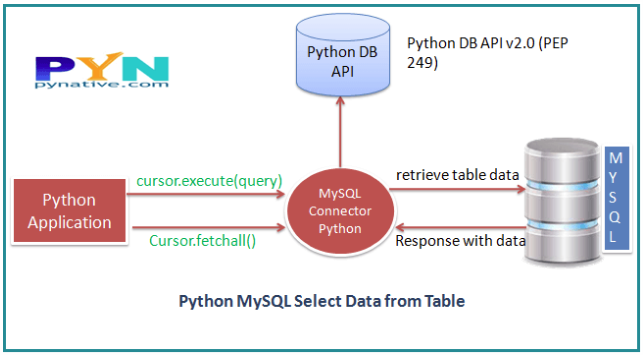 PYN
pynative.com
Python DB
API
Python DB API v2.0 (PEP
249)
Python
Application
cursor.execute(query)
Cursor.fetchall()
MySQL
Connector
Python
retrieve table data
Response with data
M
Y
S
Q
L
Python MySQL Select Data from Table